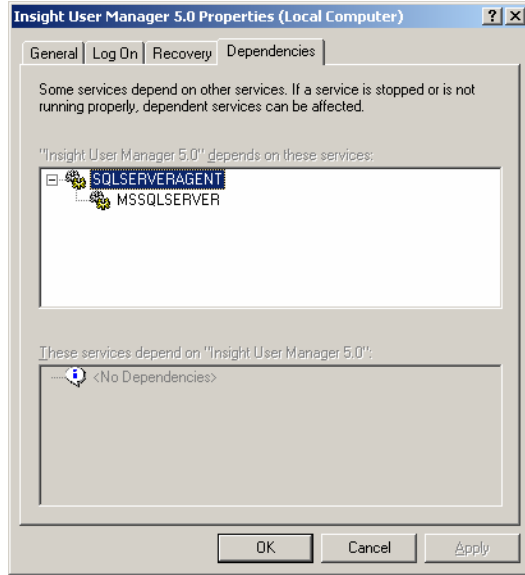 Insight User Manager 5.0 Properties (Local Computer)
General Log On Recovery Dependencies
Some services depend on other services. If a service is stopped or is not
running properly, dependent services can be affected.
"Insight User Manager 5.0" depends on these services:
SQLSERVERAGENT
MSSQLSERVER
These services depend on "Insight User Manager 5.0":
<No Dependencies>
OK Cancel Apply